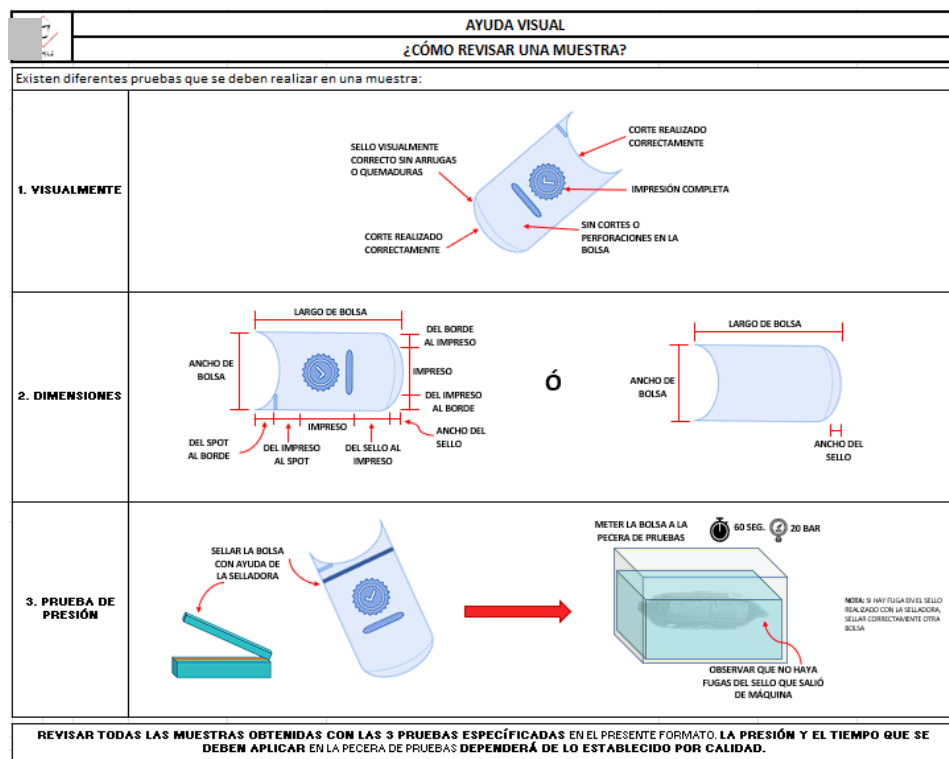 AYUDA VISUAL
¿CÓMO REVISAR UNA MUESTRA?
Existen diferentes pruebas que se deben realizar en una muestra:
1. VISUALMENTE
SELLO VISUALMENTE
CORRECTO SIN ARRUGAS
O QUEMADURAS
CORTE REALIZADO
CORRECTAMENTE
IMPRESIÓN COMPLETA
SIN CORTES O
PERFORACIONES EN LA
BOLSA
CORTE REALIZADO
CORRECTAMENTE
2. DIMENSIONES
LARGO DE BOLSA
ANCHO DE
BOLSA
DEL BORDE
AL IMPRESO
IMPRESO
DEL IMPRESO
AL BORDE
IMPRESO
ANCHO DEL
SELLO
DEL SPOT
AL BORDE
DEL IMPRESO
AL SPOT
DEL SELLO AL
IMPRESO
Ó
LARGO DE BOLSA
ANCHO DE
BOLSA
ANCHO DEL
SELLO
3. PRUEBA DE
PRESIÓN
SELLAR LA BOLSA
CON AYUDA DE
LA SELLADORA
METER LA BOLSA A LA
PECERA DE PRUEBAS
60 SEG.
20 BAR
NOTA: SI HAY FUGA EN EL SELLO
REALIZADO CON LA SELLADORA,
SELLAR CORRECTAMENTE OTRA
BOLSA
OBSERVAR QUE NO HAYA
FUGAS DEL SELLO QUE SALIÓ
DE MÁQUINA
REVISAR TODAS LAS MUESTRAS OBTENIDAS CON LAS 3 PRUEBAS ESPECÍFICADAS EN EL PRESENTE FORMATO. LA PRESIÓN Y EL TIEMPO QUE SE
DEBEN APLICAR EN LA PECERA DE PRUEBAS DEPENDERÁ DE LO ESTABLECIDO POR CALIDAD.